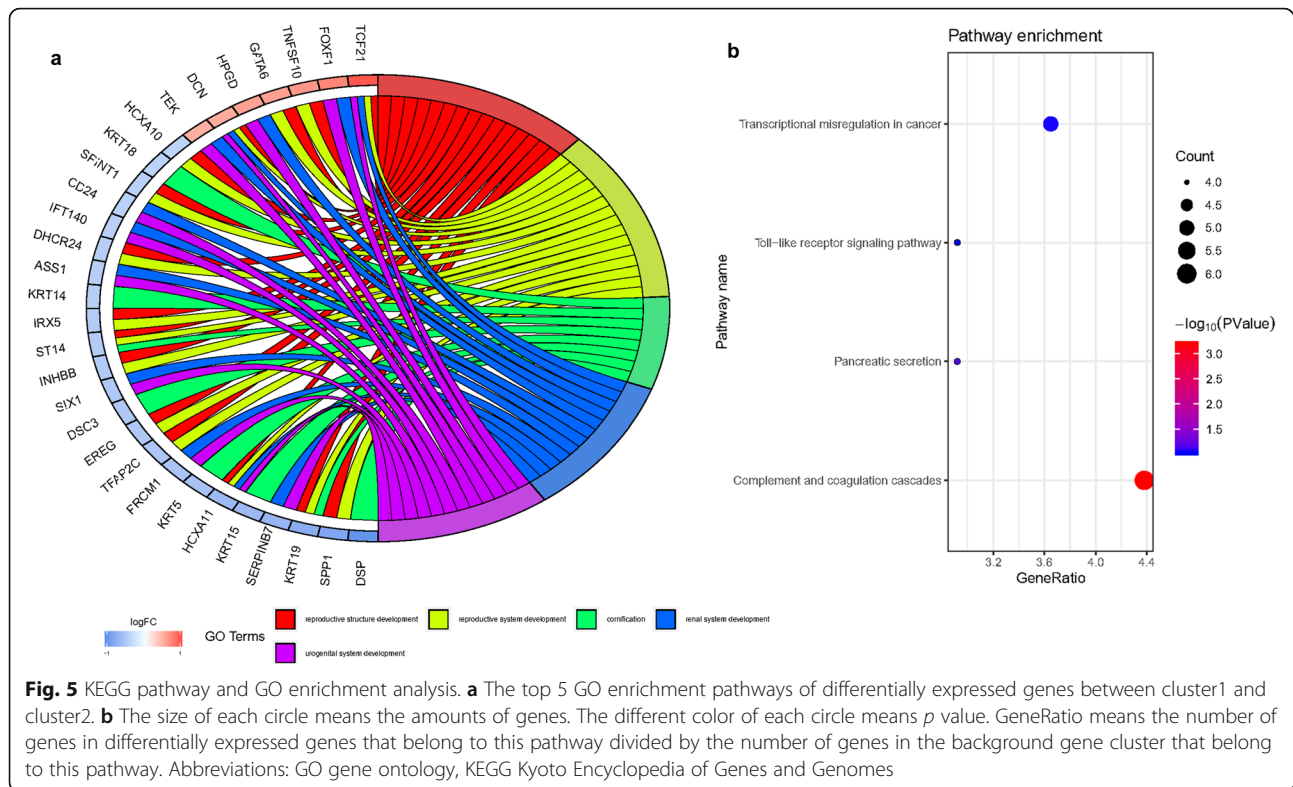 a
TCF21
FOXF1
TNFSF10
GATA6
HPGD
DCN
TEK
HCXA10
KRT18
SFiNT1
CD24
IFT140
DHCR24
ASS1
KRT14
IRX5
ST14
INHBB
SIX1
DSC3
EREG
TFAP2C
FRCM1
KRT5
HCXA11
KRT15
SERPINB7
KRT19
SPP1
DSP
logFC
-1 1
GO Terms
reproductive structure development
reproductive system development
cornification
renal system development
urogenital system development
b
Pathway enrichment
Pathway name
Transcriptional misregulation in cancer
Toll−like receptor signaling pathway
Pancreatic secretion
Complement and coagulation cascades
3.2 3.6 4.0 4.4
GeneRatio
Count
4.0
4.5
5.0
5.5
6.0
−log10(PValue)
3.0
2.5
2.0
1.5
Fig. 5 KEGG pathway and GO enrichment analysis. a The top 5 GO enrichment pathways of differentially expressed genes between cluster1 and
cluster2. b The size of each circle means the amounts of genes. The different color of each circle means p value. GeneRatio means the number of
genes in differentially expressed genes that belong to this pathway divided by the number of genes in the background gene cluster that belong
to this pathway. Abbreviations: GO gene ontology, KEGG Kyoto Encyclopedia of Genes and Genomes